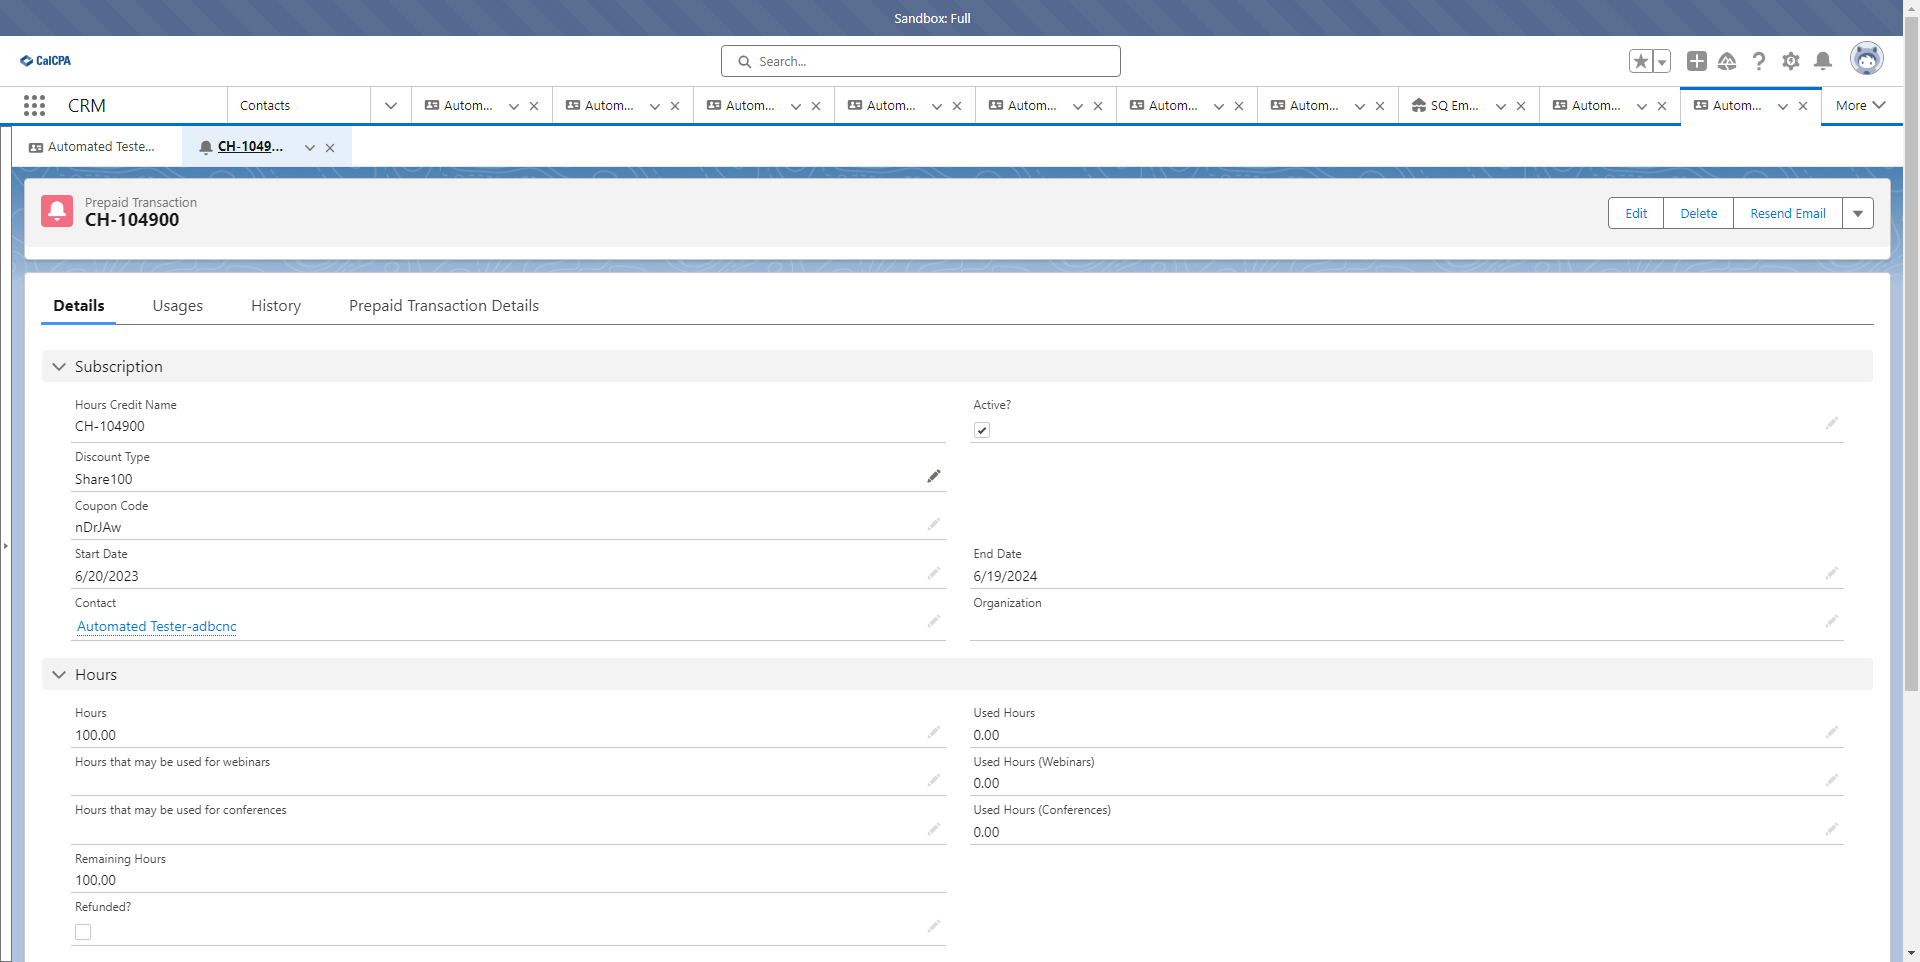 Sandbox: Full
CalCPA
Search...
CRM
Contacts
Autom...
Autom...
Autom...
Autom...
Autom...
Autom...
Autom...
SQ Em...
Autom...
Autom...
More
Automated Teste...
CH-1049...
Prepaid Transaction
CH-104900
Edit
Delete
Resend Email
Details
Usages
History
Prepaid Transaction Details
Subscription
Hours Credit Name
CH-104900
Active?
Discount Type
Share100
Coupon Code
nDrJAw
Start Date
6/20/2023
End Date
6/19/2024
Contact
Automated Tester-adbcnc
Organization
Hours
Hours
100.00
Used Hours
0.00
Hours that may be used for webinars
Used Hours (Webinars)
0.00
Hours that may be used for conferences
Used Hours (Conferences)
0.00
Remaining Hours
100.00
Refunded?